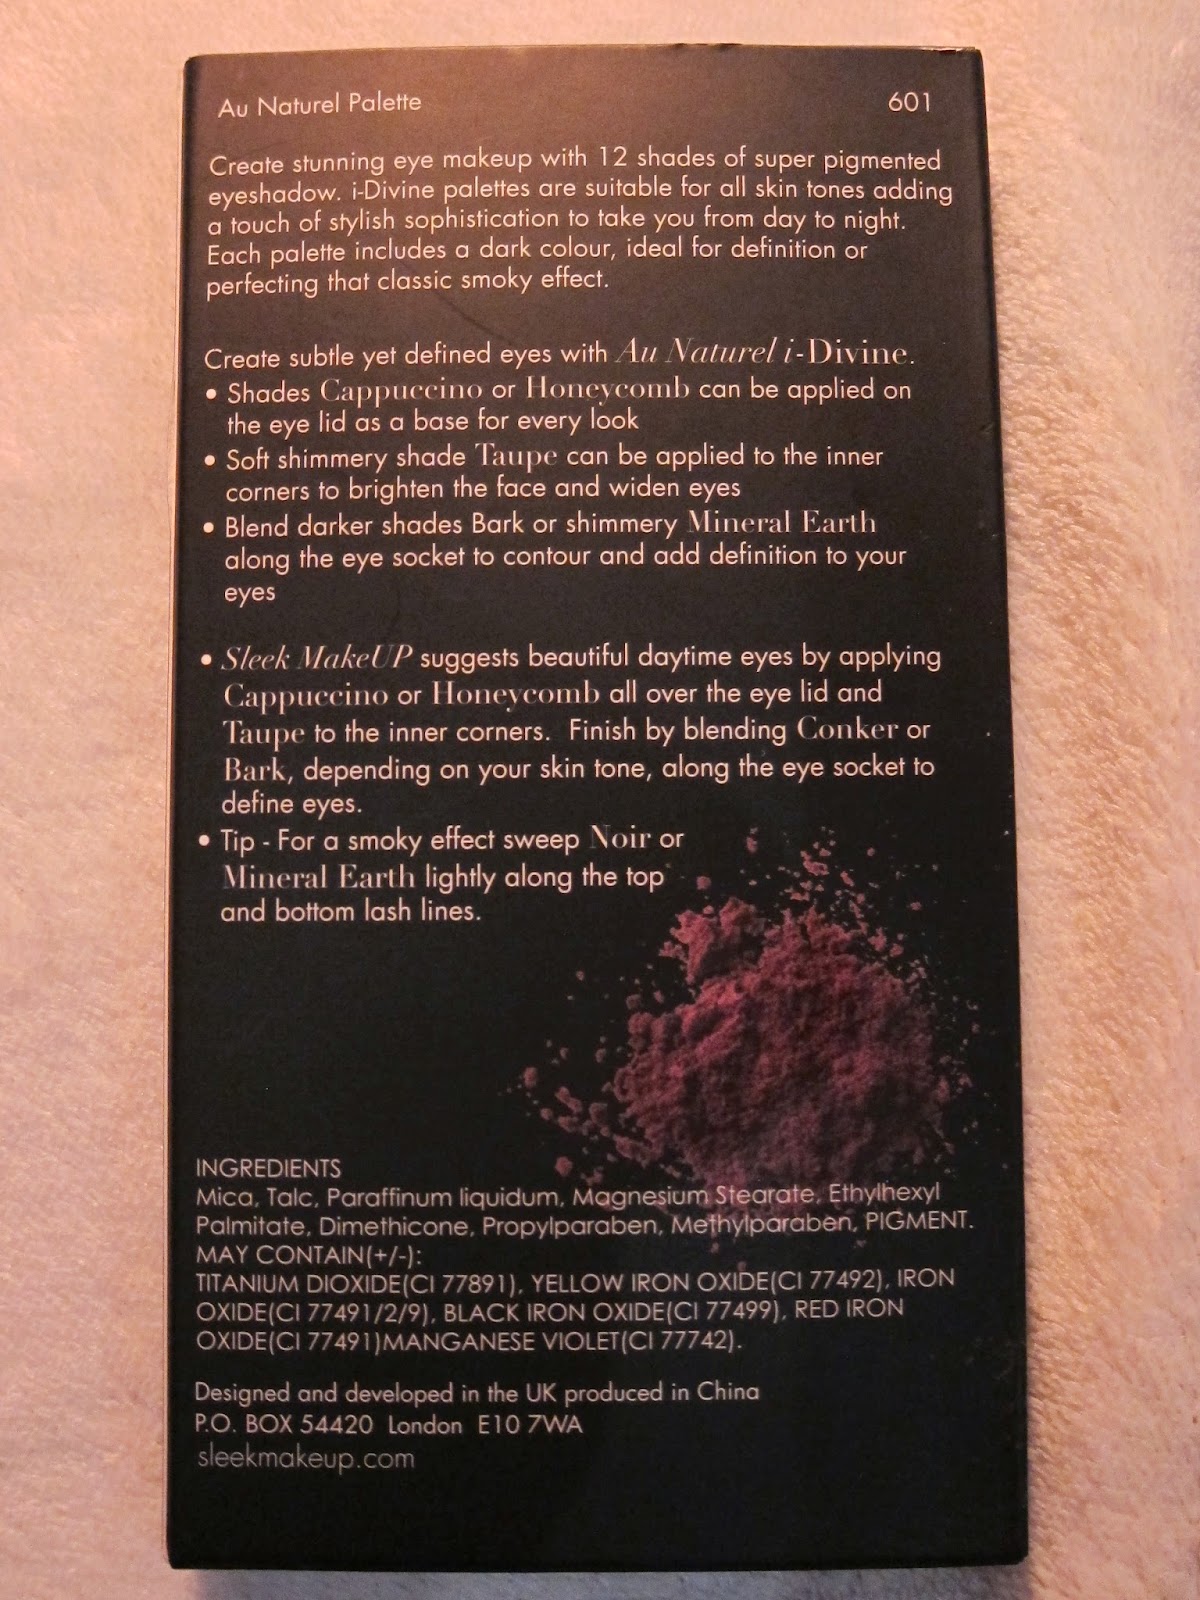 Au Naturel Palette 601
Create stunning eye makeup with 12 shades of super pigmented
eyeshadow. i-Divine palettes are suitable for all skin tones adding
a touch of stylish sophistication to take you from day to night.
Each palette includes a dark colour, ideal for definition or
perfecting that classic smoky effect.
Create subtle yet defined eyes with Au Naturel i-Divine.
• Shades Cappuccino or Honeycomb can be applied on
the eye lid as a base for every look
• Soft shimmery shade Taupe can be applied to the inner
corners to brighten the face and widen eyes
• Blend darker shades Bark or shimmery Mineral Earth
along the eye socket to contour and add definition to your
eyes
• Sleek MakeUP suggests beautiful daytime eyes by applying
Cappuccino or Honeycomb all over the eye lid and
Taupe to the inner corners. Finish by blending Conker or
Bark, depending on your skin tone, along the eye socket to
define eyes.
• Tip - For a smoky effect sweep Noir or
Mineral Earth lightly along the top
and bottom lash lines.
INGREDIENTS
Mica, Talc, Paraffinum liquidum, Magnesium Stearate, Ethylhexyl
Palmitate, Dimethicone, Propylparaben, Methylparaben, PIGMENT.
MAY CONTAIN(+/-):
TITANIUM DIOXIDE(CI 77891), YELLOW IRON OXIDE(CI 77492), IRON
OXIDE(CI 77491/2/9), BLACK IRON OXIDE(CI 77499), RED IRON
OXIDE(CI 77491)MANGANESE VIOLET(CI 77742).
Designed and developed in the UK produced in China
P.O. BOX 54420 London E10 7WA
sleekmakeup.com